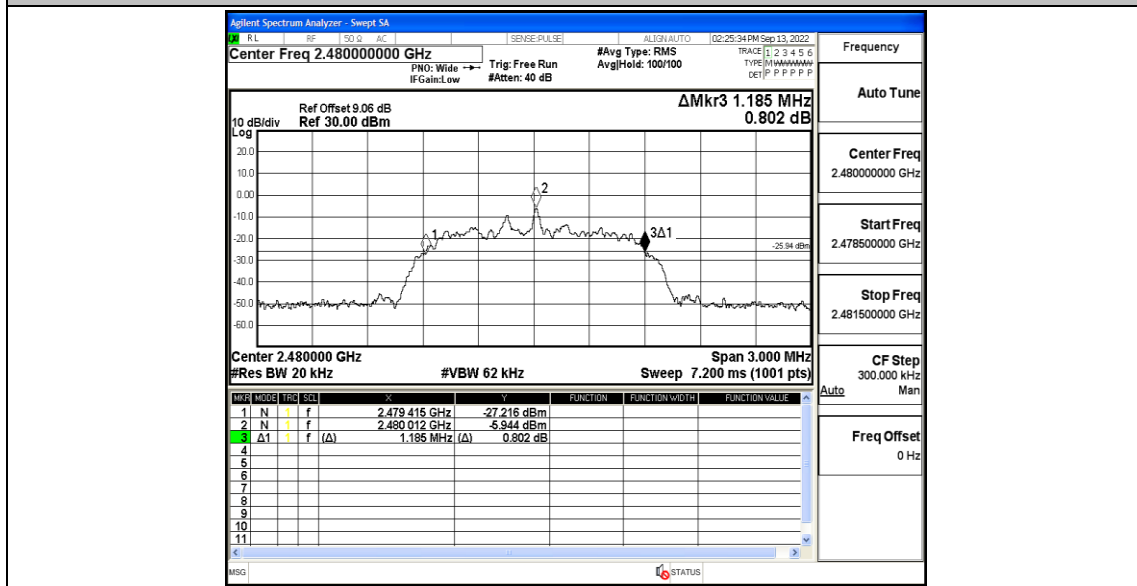 Agilent Spectrum Analyzer - Swept SA
RL RF 50 Ω AC SENSE:PULSE ALIGN AUTO 02:25:34 PM Sep 13, 2022
Center Freq 2.480000000 GHz
PNO: Wide
IFGain:Low
Trig: Free Run
#Atten: 40 dB
#Avg Type: RMS
Avg|Hold: 100/100
TRACE 1 2 3 4 5 6
TYPE M
DET P P P P P P
Ref Offset 9.06 dB
10 dB/div Ref 30.00 dBm
Log
ΔMkr3 1.185 MHz
0.802 dB
20.0
10.0
0.00
-10.0
-20.0
-30.0
-40.0
-50.0
-60.0
1
2
3Δ1
-25.94 dBm
Center 2.480000 GHz Span 3.000 MHz
#Res BW 20 kHz #VBW 62 kHz Sweep 7.200 ms (1001 pts)
MKR MODE TRC SCL X Y FUNCTION FUNCTION WIDTH FUNCTION VALUE
1 N 1 f 2.479 415 GHz -27.216 dBm
2 N 1 f 2.480 012 GHz -5.944 dBm
3 Δ1 1 f (Δ) 1.185 MHz (Δ) 0.802 dB
4
5
6
7
8
9
10
11
MSG STATUS
Frequency
Auto Tune
Center Freq
2.480000000 GHz
Start Freq
2.478500000 GHz
Stop Freq
2.481500000 GHz
CF Step
300.000 kHz
Auto Man
Freq Offset
0 Hz